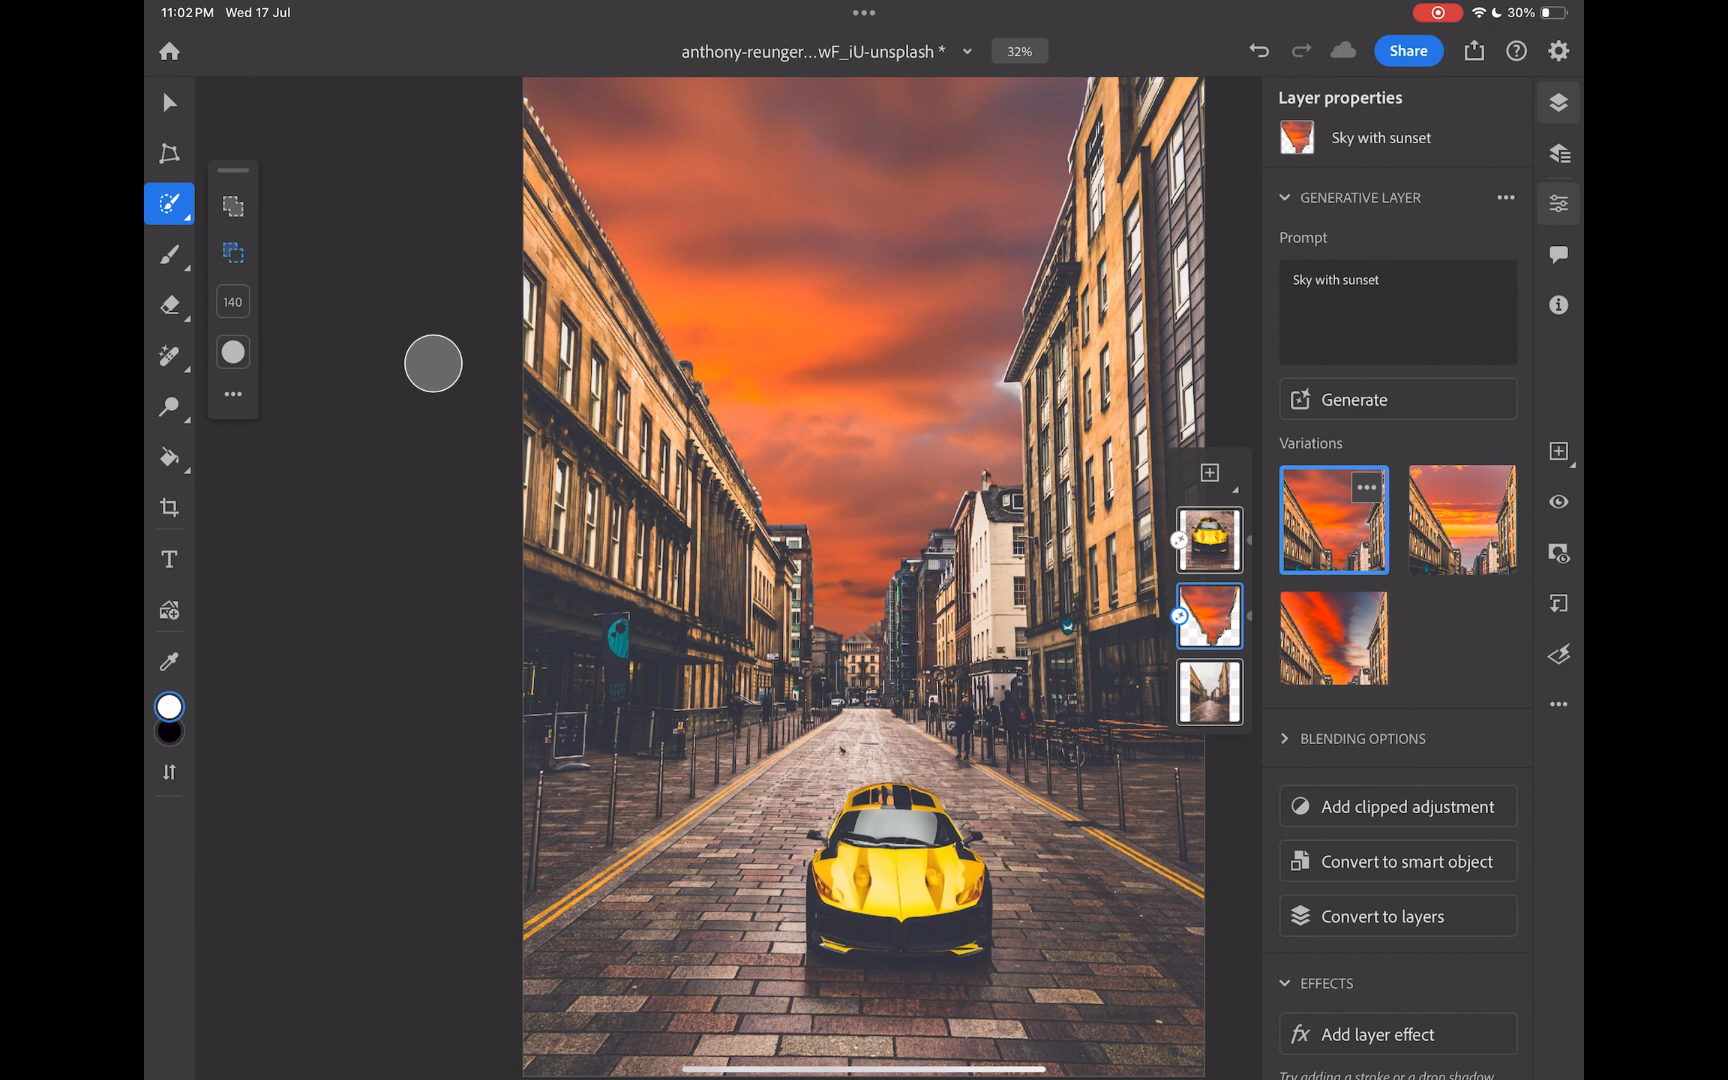 11:02 PM Wed 17 Jul
30%
anthony-reunger...wF_iU-unsplash *
32%
Share
Layer properties
Sky with sunset
GENERATIVE LAYER
Prompt
Sky with sunset
140
Generate
Variations
BLENDING OPTIONS
Add clipped adjustment
Convert to smart object
Convert to layers
EFFECTS
fx Add layer effect
Try adding a stroke or a drop shadow